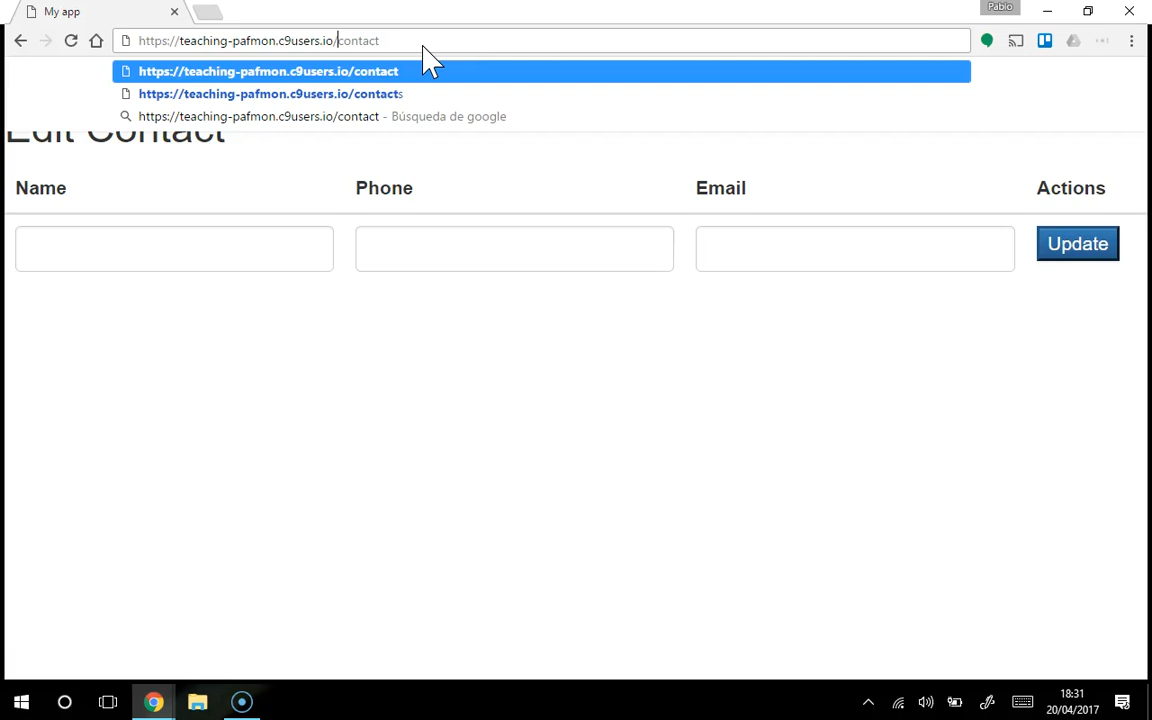 My app
Pablo
https://teaching-pafmon.c9users.io/contact
https://teaching-pafmon.c9users.io/contact
https://teaching-pafmon.c9users.io/contacts
https://teaching-pafmon.c9users.io/contact - Búsqueda de google
Edit Contact
Name Phone Email Actions
Update
18:31
20/04/2017